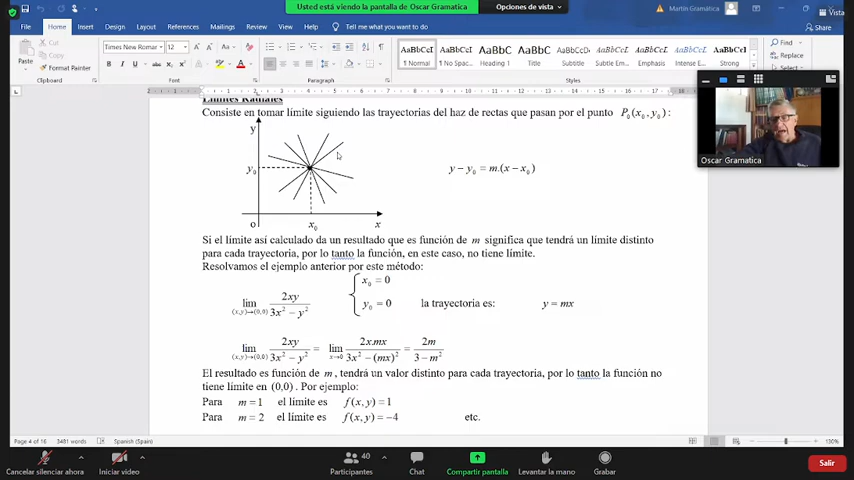 Usted está viendo la pantalla de Oscar Gramatica
Opciones de vista
Martín Gramática
Vista
File Home Insert Design Layout References Mailings Review View Help Tell me what you want to do
Share
Paste
Cut
Copy
Format Painter
Times New Roman 12
Clipboard Font Paragraph Styles Editing
AaBbCcI AaBbCcI AaBbC AaBbCcD AaBbCcI AaBbCcI AaBbCcI
1 Normal Heading 1 Heading 2 Subtitle Subtle Em... Emphasis Intense E... Strong
Find
Replace
Select
Límites Radiales
Consiste en tomar límite siguiendo las trayectorias del haz de rectas que pasan por el punto P₀(x₀, y₀) :
y
y₀
y − y₀ = m.(x − x₀)
o x₀ x
Si el límite así calculado da un resultado que es función de m significa que tendrá un límite distinto
para cada trayectoria, por lo tanto la función, en este caso, no tiene límite.
Resolvamos el ejemplo anterior por este método:
lim (x,y)→(0,0) 2xy / 3x² − y² { x₀ = 0 y₀ = 0 la trayectoria es: y = mx
lim (x,y)→(0,0) 2xy / 3x² − y² = lim x→0 2x.mx / 3x² − (mx)² = 2m / 3 − m²
El resultado es función de m, tendrá un valor distinto para cada trayectoria, por lo tanto la función no
tiene límite en (0,0). Por ejemplo:
Para m = 1 el límite es f(x, y) = 1
Para m = 2 el límite es f(x, y) = −4 etc.
Oscar Gramatica
Page 4 of 16 3481 words Spanish (Spain)
130%
Cancelar silenciar ahora
Iniciar video
40
Participantes
Chat
Compartir pantalla
Levantar la mano
Grabar
Salir